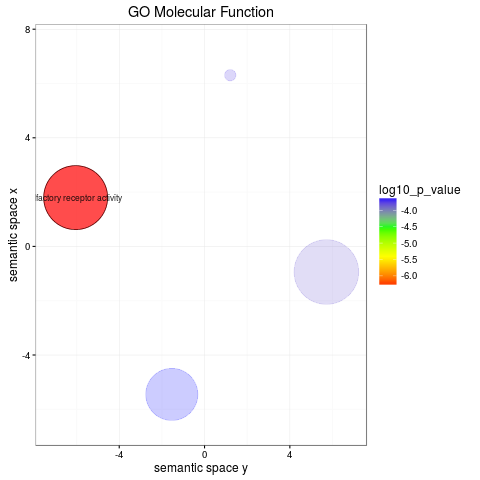 GO Molecular Function
8
4
0
-4
semantic space x
factory receptor activity
-4
0
4
semantic space y
log10_p_value
-4.0
-4.5
-5.0
-5.5
-6.0